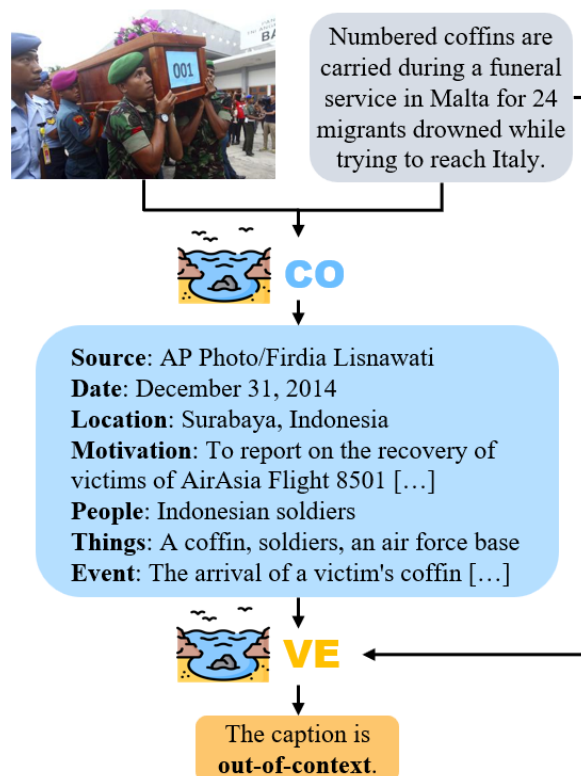 BA
001
Numbered coffins are
carried during a funeral
service in Malta for 24
migrants drowned while
trying to reach Italy.
CO
Source: AP Photo/Firdia Lisnawati
Date: December 31, 2014
Location: Surabaya, Indonesia
Motivation: To report on the recovery of
victims of AirAsia Flight 8501 […]
People: Indonesian soldiers
Things: A coffin, soldiers, an air force base
Event: The arrival of a victim's coffin […]
VE
The caption is
out-of-context.